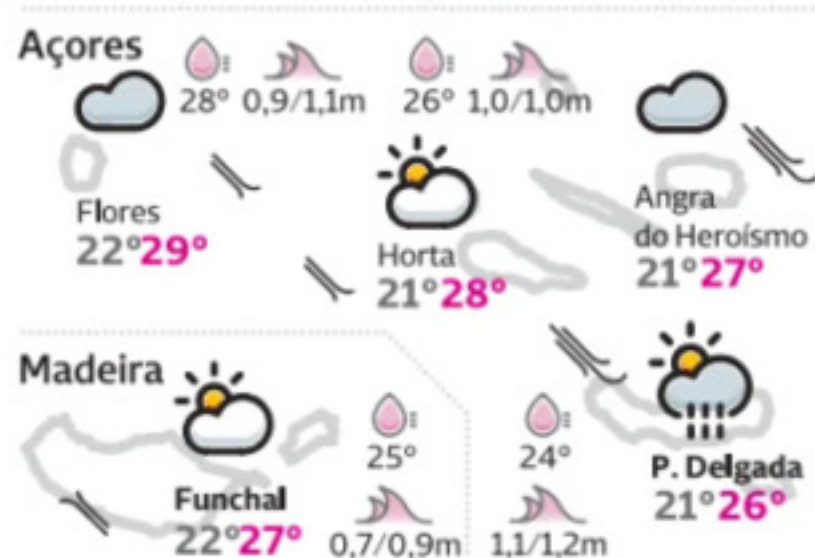 Açores
28° 0,9/1,1m 26° 1,0/1,0m
Flores
22° 29°
Horta
21° 28°
Angra
do Heroísmo
21° 27°
Madeira
25°
24°
Funchal
22° 27°
0,7/0,9m
1,1/1,2m
P. Delgada
21° 26°